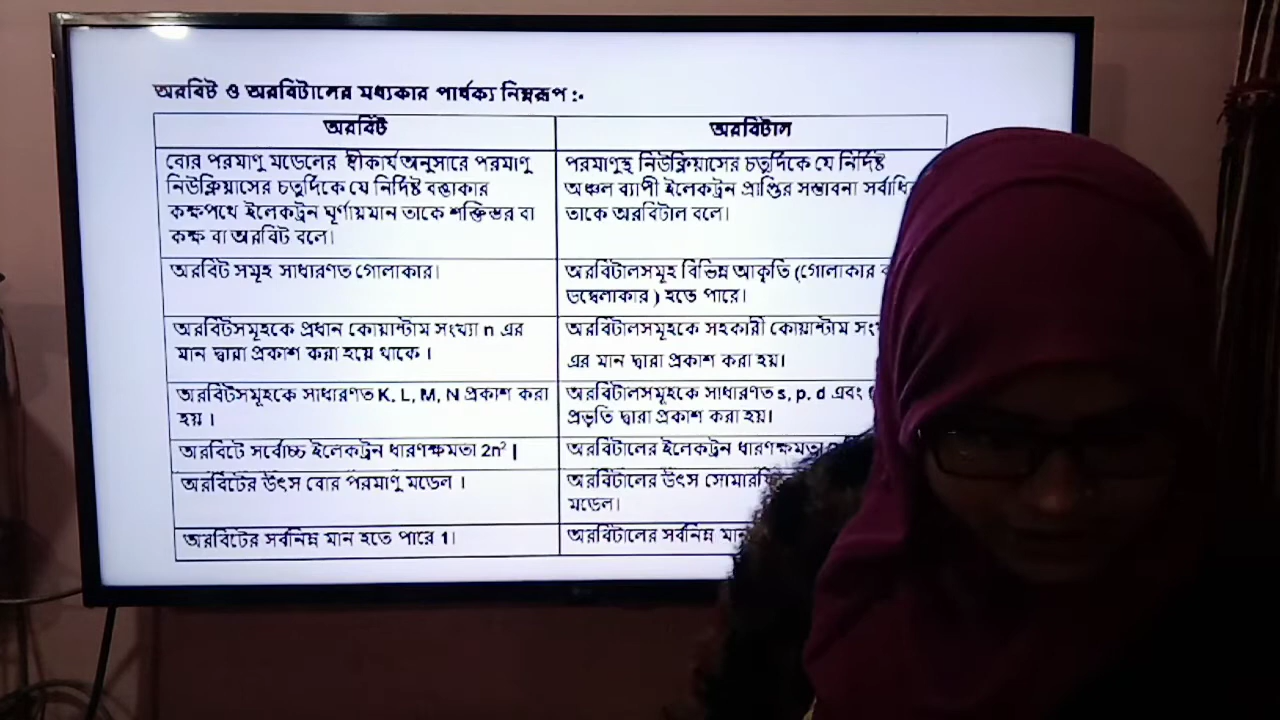 অরবিট ও অরবিটালের মধ্যকার পার্থক্য নিম্নরূপ :-
অরবিট
বোর পরমাণু মডেলের স্বীকার্য অনুসারে পরমাণু
নিউক্লিয়াসের চতুর্দিকে যে নির্দিষ্ট বৃত্তাকার
কক্ষপথে ইলেকট্রন ঘূর্ণায়মান তাকে শক্তিস্তর বা
কক্ষ বা অরবিট বলে।
অরবিট সমূহ সাধারণত গোলাকার।
অরবিটসমূহকে প্রধান কোয়ান্টাম সংখ্যা n এর
মান দ্বারা প্রকাশ করা হয়ে থাকে ।
অরবিটসমূহকে সাধারণত K, L, M, N প্রকাশ করা
হয় ।
অরবিটে সর্বোচ্চ ইলেকট্রন ধারণক্ষমতা 2n² |
অরবিটের উৎস বোর পরমাণু মডেল ।
অরবিটের সর্বনিম্ন মান হতে পারে 1।
অরবিটাল
পরমাণুস্থ নিউক্লিয়াসের চতুর্দিকে যে নির্দিষ্ট
অঞ্চল ব্যাপী ইলেকট্রন প্রাপ্তির সম্ভাবনা
তাকে অরবিটাল বলে।
অরবিটালসমূহ বিভিন্ন আকৃতি (গোলাকার
ডাম্বেলাকার ) হতে পারে।
অরবিটালসমূহকে সহকারী কোয়ান্টাম
এর মান দ্বারা প্রকাশ করা হয়।
অরবিটালসমূহকে সাধারণত s, p, d এবং
প্রভৃতি দ্বারা প্রকাশ করা হয়।
অরবিটালের ইলেকট্রন ধারণক্ষমতা
অরবিটালের উৎস
মডেল।
অরবিটালের সর্বনিম্ন মান